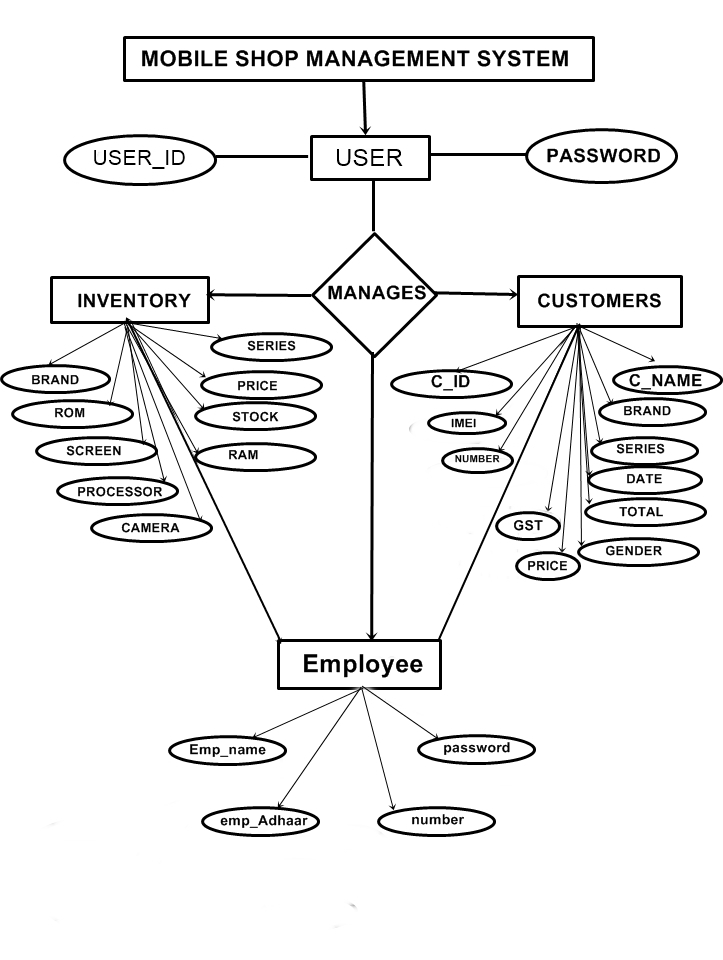 MOBILE SHOP MANAGEMENT SYSTEM
USER_ID
USER
PASSWORD
MANAGES
INVENTORY
CUSTOMERS
SERIES
BRAND
PRICE
ROM
STOCK
SCREEN
RAM
PROCESSOR
CAMERA
C_ID
C_NAME
IMEI
BRAND
NUMBER
SERIES
DATE
TOTAL
GST
GENDER
PRICE
Employee
Emp_name
password
emp_Adhaar
number